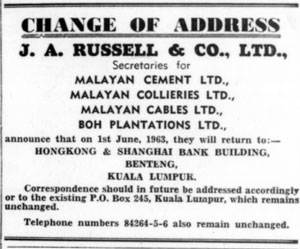 CHANGE OF ADDRESS
J. A. RUSSELL & CO., LTD.,
Secretaries for
MALAYAN CEMENT LTD.,
MALAYAN COLLIERIES LTD.,
MALAYAN CABLES LTD.,
BOH PLANTATIONS LTD.,
announce that on 1st June, 1963, they will return to:—
HONGKONG & SHANGHAI BANK BUILDING,
BENTENG,
KUALA LUMPUR.
Correspondence should in future be addressed accordingly
or to the existing P.O. Box 245, Kuala Lumpur, which remains
unchanged.
Telephone numbers 84264-5-6 also remain unchanged.